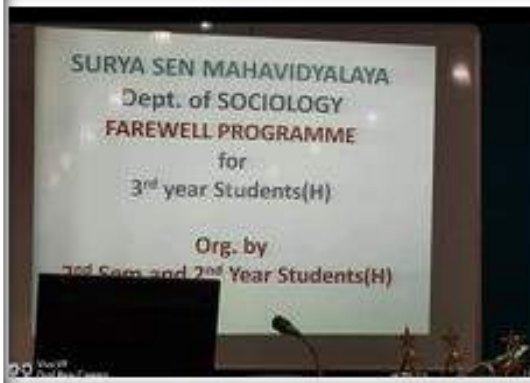 SURYA SEN MAHAVIDYALAYA
Dept. of SOCIOLOGY
FAREWELL PROGRAMME
for
3rd year Students(H)
Org. by
2nd Sem and 2nd Year Students(H)